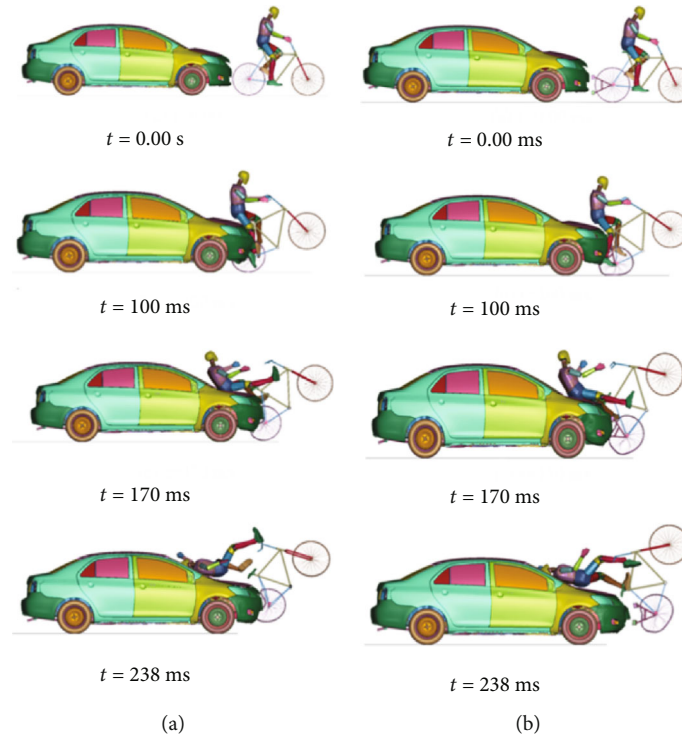 t = 0.00 s
t = 0.00 ms
t = 100 ms
t = 100 ms
t = 170 ms
t = 170 ms
t = 238 ms
t = 238 ms
(a)
(b)